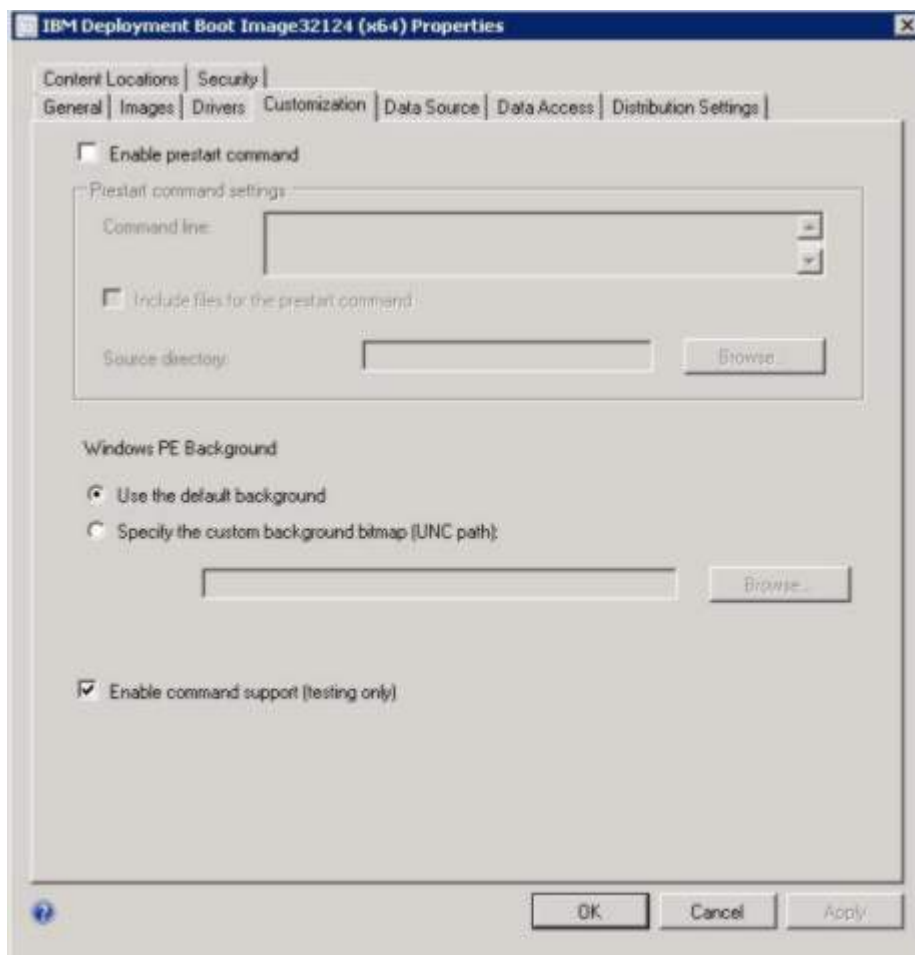 IBM Deployment Boot Image32124 (x64) Properties
Content Locations Security
General Images Drivers Customization Data Source Data Access Distribution Settings
Enable prestart command
Prestart command settings
Command line:
Include files for the prestart command
Source directory: Browse...
Windows PE Background
Use the default background
Specify the custom background bitmap (UNC path):
Browse...
Enable command support (testing only)
OK Cancel Apply